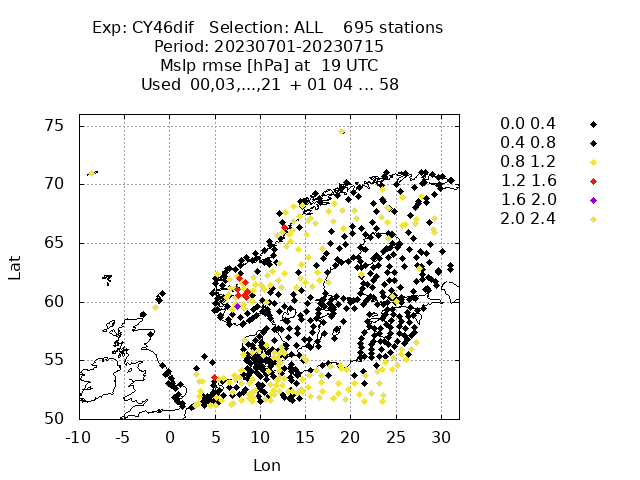 Exp: CY46dif   Selection: ALL    695 stations
Period: 20230701-20230715
Mslp rmse [hPa] at  19 UTC
Used  00,03,...,21  + 01 04 ... 58
0.0 0.4
0.4 0.8
0.8 1.2
1.2 1.6
1.6 2.0
2.0 2.4
75
70
65
60
55
50
Lat
-10 -5 0 5 10 15 20 25 30
Lon